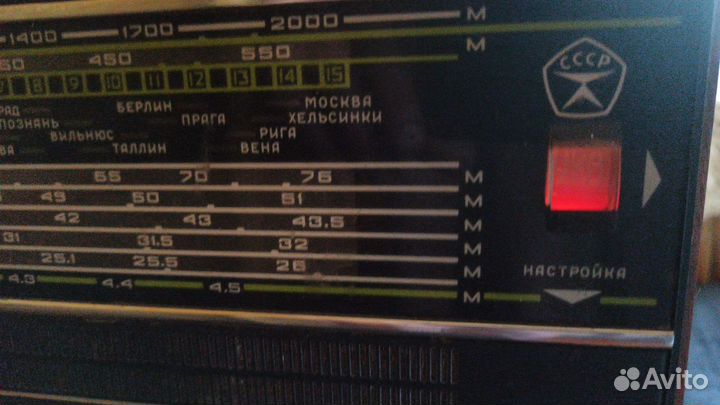 1400 1700 2000 М
450 550 М
8 9 10 11 12 13 14 15
БЕРЛИН МОСКВА
ПОЗНАНЬ ПРАГА ХЕЛЬСИНКИ
ВИЛЬНЮС РИГА
ТАЛЛИН ВЕНА
65 70 76 М
49 50 51 М
42 43 43.5 М
31 31.5 32 М
25.1 25.5 26 М
4.3 4.4 4.5 М
СССР
НАСТРОЙКА
Avito